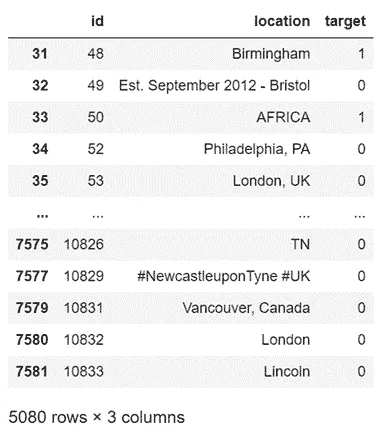 id location target
31 48 Birmingham 1
32 49 Est. September 2012 - Bristol 0
33 50 AFRICA 1
34 52 Philadelphia, PA 0
35 53 London, UK 0
... ... ... ...
7575 10826 TN 0
7577 10829 #NewcastleuponTyne #UK 0
7579 10831 Vancouver, Canada 0
7580 10832 London 0
7581 10833 Lincoln 0
5080 rows × 3 columns